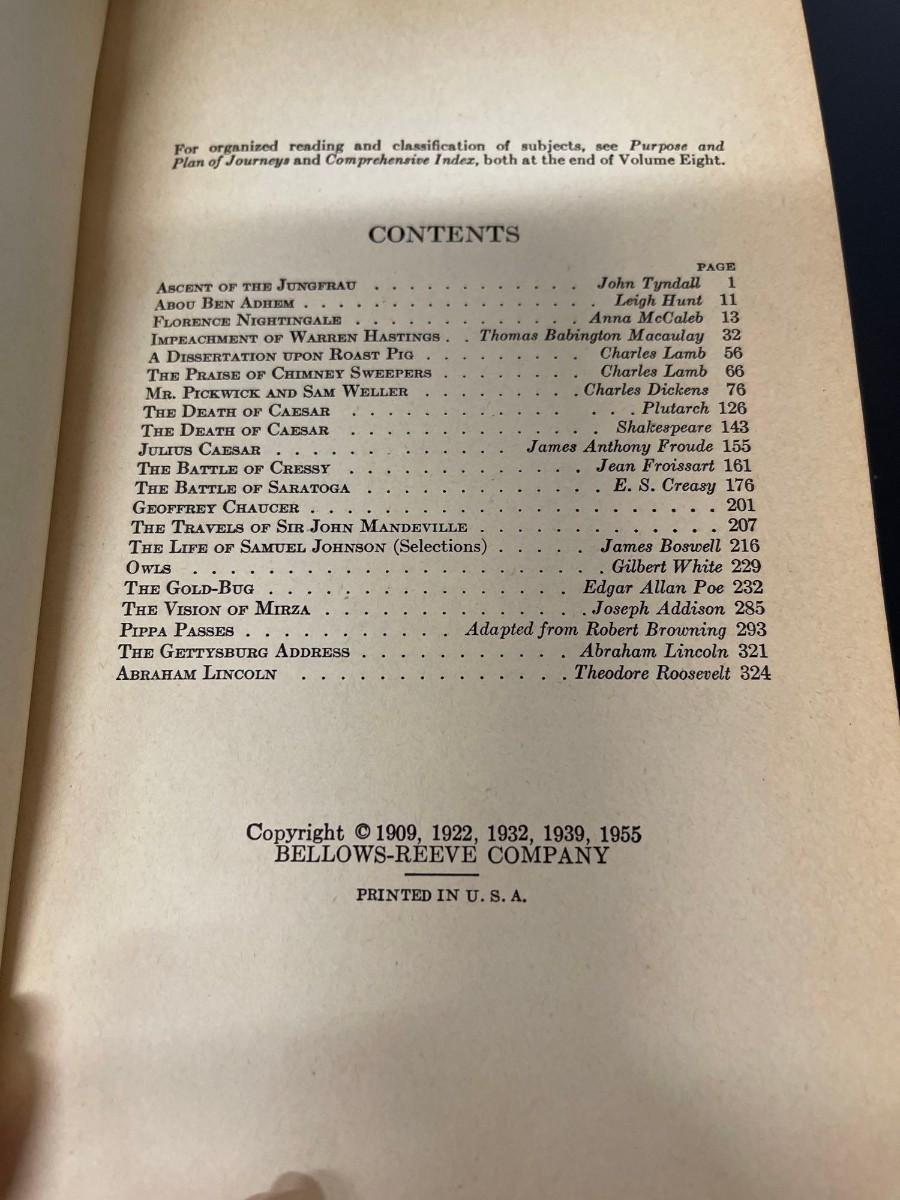 For organized reading and classification of subjects, see Purpose and
Plan of Journeys and Comprehensive Index, both at the end of Volume Eight.
CONTENTS
PAGE
ASCENT OF THE JUNGFRAU . . . . . . . . . . . . John Tyndall 1
ABOU BEN ADHEM . . . . . . . . . . . . . . . . . . Leigh Hunt 11
FLORENCE NIGHTINGALE . . . . . . . . . . . . . Anna McCaleb 13
IMPEACHMENT OF WARREN HASTINGS . . Thomas Babington Macaulay 32
A DISSERTATION UPON ROAST PIG . . . . . . . . . Charles Lamb 56
THE PRAISE OF CHIMNEY SWEEPERS . . . . . . . . Charles Lamb 66
MR. PICKWICK AND SAM WELLER . . . . . . . . . Charles Dickens 76
THE DEATH OF CAESAR . . . . . . . . . . . . . . . Plutarch 126
THE DEATH OF CAESAR . . . . . . . . . . . . . . Shakespeare 143
JULIUS CAESAR . . . . . . . . . . . . . James Anthony Froude 155
THE BATTLE OF CRESSY . . . . . . . . . . . . . Jean Froissart 161
THE BATTLE OF SARATOGA . . . . . . . . . . . . . E. S. Creasy 176
GEOFFREY CHAUCER . . . . . . . . . . . . . . . . . . . . . . . 201
THE TRAVELS OF SIR JOHN MANDEVILLE . . . . . . . . . . . . . 207
THE LIFE OF SAMUEL JOHNSON (Selections) . . . . . James Boswell 216
OWLS . . . . . . . . . . . . . . . . . . . . . . . Gilbert White 229
THE GOLD-BUG . . . . . . . . . . . . . . . . . Edgar Allan Poe 232
THE VISION OF MIRZA . . . . . . . . . . . . . . Joseph Addison 285
PIPPA PASSES . . . . . . . . . . . Adapted from Robert Browning 293
THE GETTYSBURG ADDRESS . . . . . . . . . . . Abraham Lincoln 321
ABRAHAM LINCOLN . . . . . . . . . . . . . . Theodore Roosevelt 324
Copyright © 1909, 1922, 1932, 1939, 1955
BELLOWS-REEVE COMPANY
PRINTED IN U. S. A.